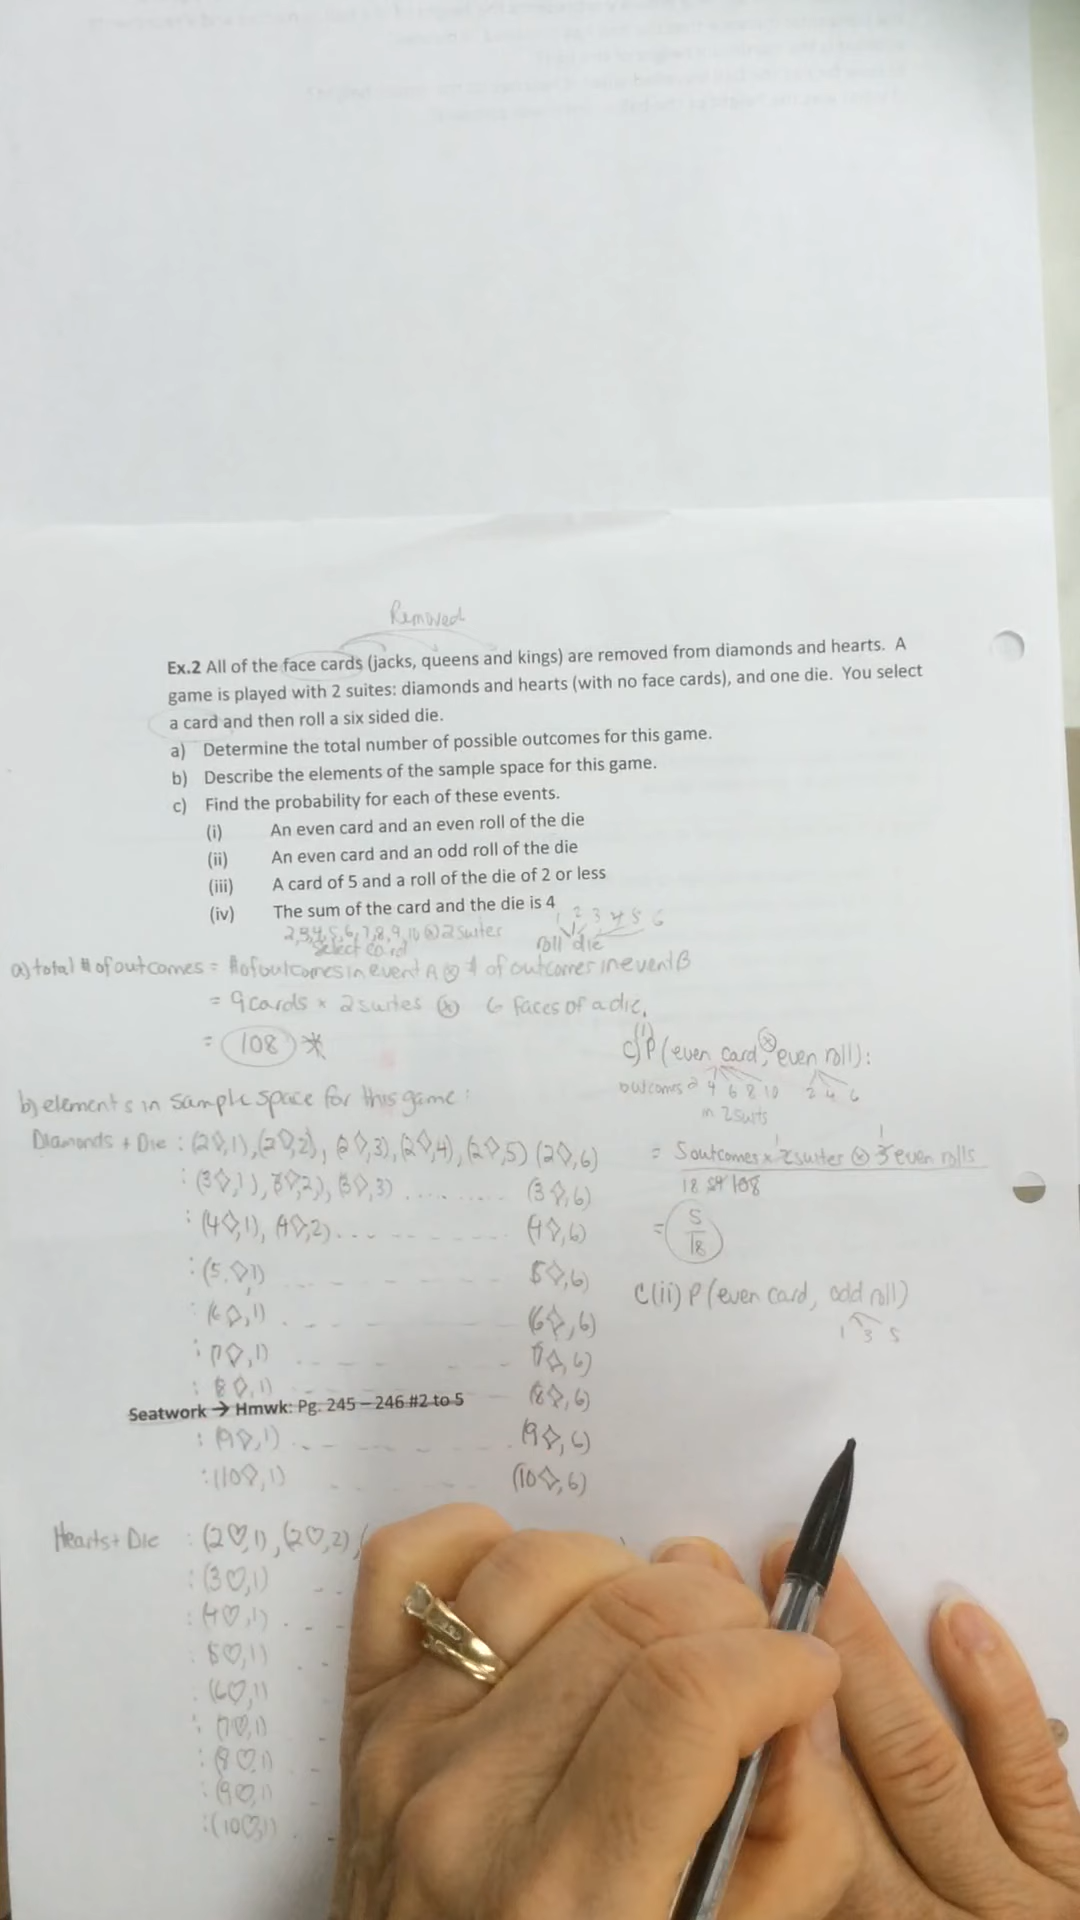 Removed
Ex.2 All of the face cards (jacks, queens and kings) are removed from diamonds and hearts. A
game is played with 2 suites: diamonds and hearts (with no face cards), and one die. You select
a card and then roll a six sided die.
a) Determine the total number of possible outcomes for this game.
b) Describe the elements of the sample space for this game.
c) Find the probability for each of these events.
(i) An even card and an even roll of the die
(ii) An even card and an odd roll of the die
(iii) A card of 5 and a roll of the die of 2 or less
(iv) The sum of the card and the die is 4
1 2 3 4 5 6
2,3,4,5,6,7,8,9,10 ⊗ 2 suites
select card roll die
a) total # of outcomes = # of outcomes in event A ⊗ # of outcomes in event B
= 9 cards × 2 suites ⊗ 6 faces of a die.
= 108 *
c)(i) P(even card, ⊗ even roll):
outcomes 2 4 6 8 10 2 4 6
in 2 suits
= 5 outcomes × 2 suites ⊗ 3 even rolls
18 54 108
= 5
18
c(ii) P(even card, odd roll)
1 3 5
b) elements in sample space for this game:
Diamonds + Die : (2◇,1), (2◇,2), (2◇,3), (2◇,4), (2◇,5) (2◇,6)
: (3◇,1), (3◇,2), (3◇,3) ........ (3◇,6)
: (4◇,1), (4◇,2) ........ (4◇,6)
: (5◇,1) ........ (5◇,6)
: (6◇,1) ........ (6◇,6)
: (7◇,1) ........ (7◇,6)
: (8◇,1) ........ (8◇,6)
Seatwork → Hmwk: Pg. 245 – 246 #2 to 5
: (9◇,1) ........ (9◇,6)
: (10◇,1) (10◇,6)
Hearts + Die : (2♡,1), (2♡,2), (
: (3♡,1) --
: (4♡,1) --
: (5♡,1) --
: (6♡,1)
: (7♡,1)
: (8♡,1) -
: (9♡,1) -
: (10♡,1) --